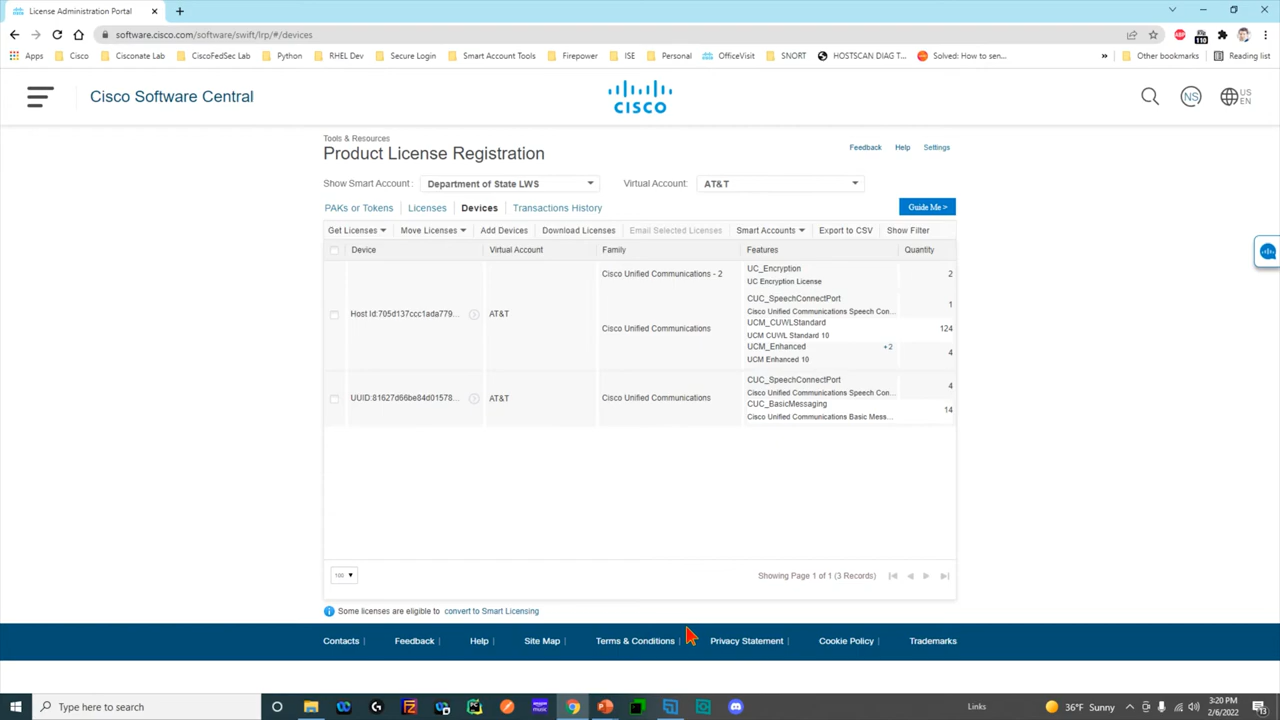 License Administration Portal
software.cisco.com/software/swift/lrp/#/devices
Apps Cisco Cisconate Lab CiscoFedSec Lab Python RHEL Dev Secure Login Smart Account Tools Firepower ISE Personal OfficeVisit SNORT HOSTSCAN DIAG T... Solved: How to sen... » Other bookmarks Reading list
Cisco Software Central
CISCO
NS
US
EN
Tools & Resources
Product License Registration
Feedback Help Settings
Show Smart Account : Department of State LWS Virtual Account: AT&T
PAKs or Tokens Licenses Devices Transactions History Guide Me >
Get Licenses Move Licenses Add Devices Download Licenses Email Selected Licenses Smart Accounts Export to CSV Show Filter
Device Virtual Account Family Features Quantity
Cisco Unified Communications - 2 UC_Encryption 2
UC Encryption License
CUC_SpeechConnectPort 1
Cisco Unified Communications Speech Con...
Host Id:705d137ccc1ada779... AT&T Cisco Unified Communications UCM_CUWLStandard 124
UCM CUWL Standard 10
UCM_Enhanced +2 4
UCM Enhanced 10
CUC_SpeechConnectPort 4
Cisco Unified Communications Speech Con...
UUID:81627d66be84d01578... AT&T Cisco Unified Communications CUC_BasicMessaging 14
Cisco Unified Communications Basic Mess...
100 Showing Page 1 of 1 (3 Records)
Some licenses are eligible to convert to Smart Licensing
Contacts | Feedback | Help | Site Map | Terms & Conditions | Privacy Statement | Cookie Policy | Trademarks
Type here to search Links 36°F Sunny 3:20 PM
2/6/2022